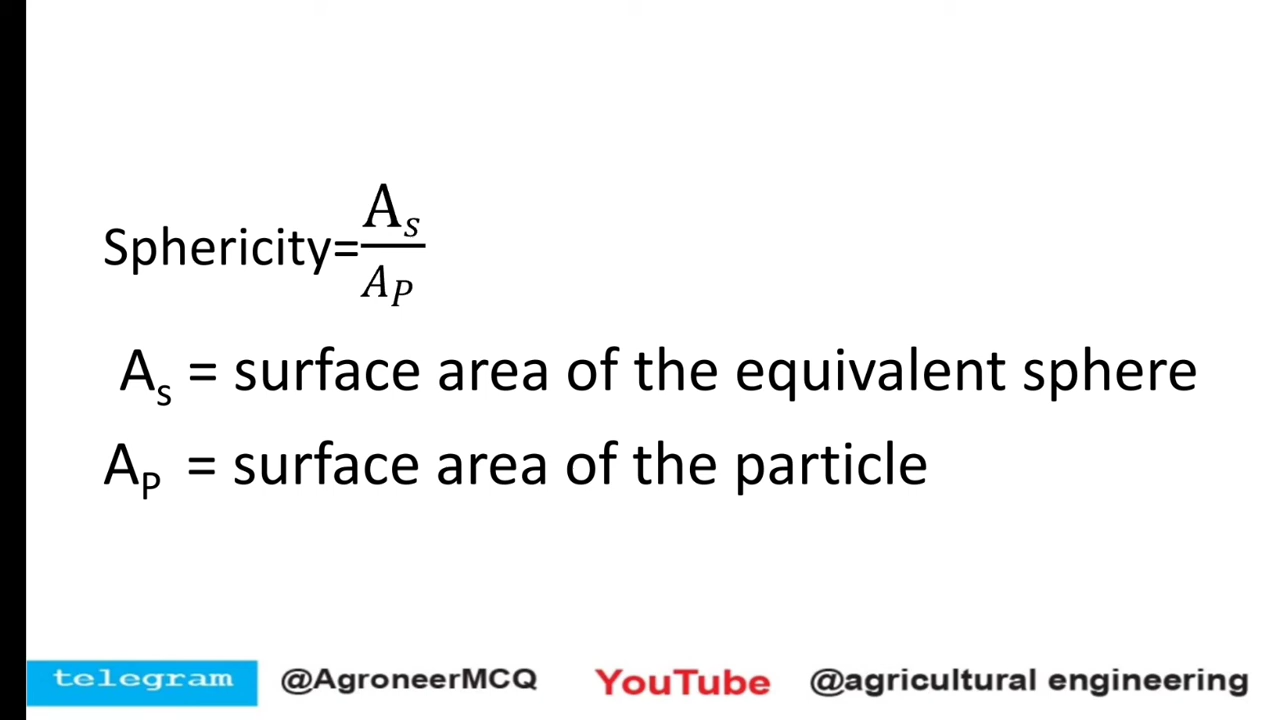 Sphericity=A_s/A_P
A_s = surface area of the equivalent sphere
A_P = surface area of the particle
telegram @AgroneerMCQ YouTube @agricultural engineering